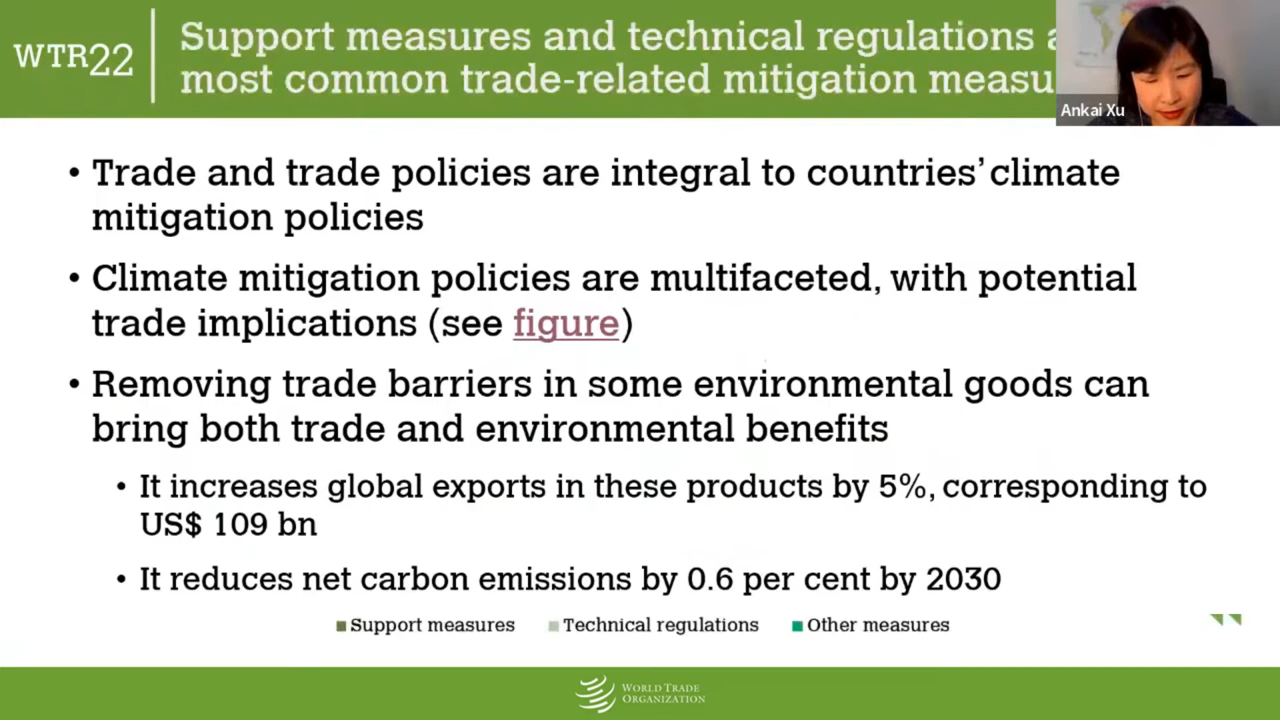 WTR22
Support measures and technical regulations
most common trade-related mitigation measu
Ankai Xu
• Trade and trade policies are integral to countries’ climate
mitigation policies
• Climate mitigation policies are multifaceted, with potential
trade implications (see figure)
• Removing trade barriers in some environmental goods can
bring both trade and environmental benefits
• It increases global exports in these products by 5%, corresponding to
US$ 109 bn
• It reduces net carbon emissions by 0.6 per cent by 2030
Support measures Technical regulations Other measures
WORLD TRADE
ORGANIZATION